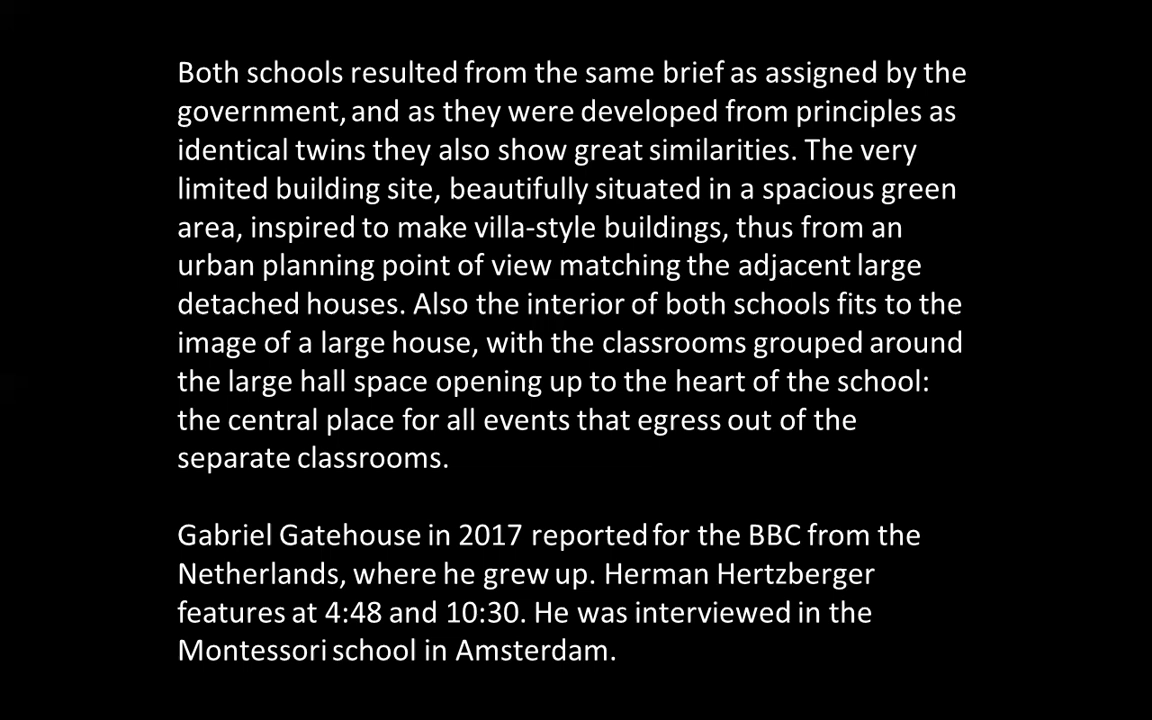 Both schools resulted from the same brief as assigned by the
government, and as they were developed from principles as
identical twins they also show great similarities. The very
limited building site, beautifully situated in a spacious green
area, inspired to make villa-style buildings, thus from an
urban planning point of view matching the adjacent large
detached houses. Also the interior of both schools fits to the
image of a large house, with the classrooms grouped around
the large hall space opening up to the heart of the school:
the central place for all events that egress out of the
separate classrooms.
Gabriel Gatehouse in 2017 reported for the BBC from the
Netherlands, where he grew up. Herman Hertzberger
features at 4:48 and 10:30. He was interviewed in the
Montessori school in Amsterdam.